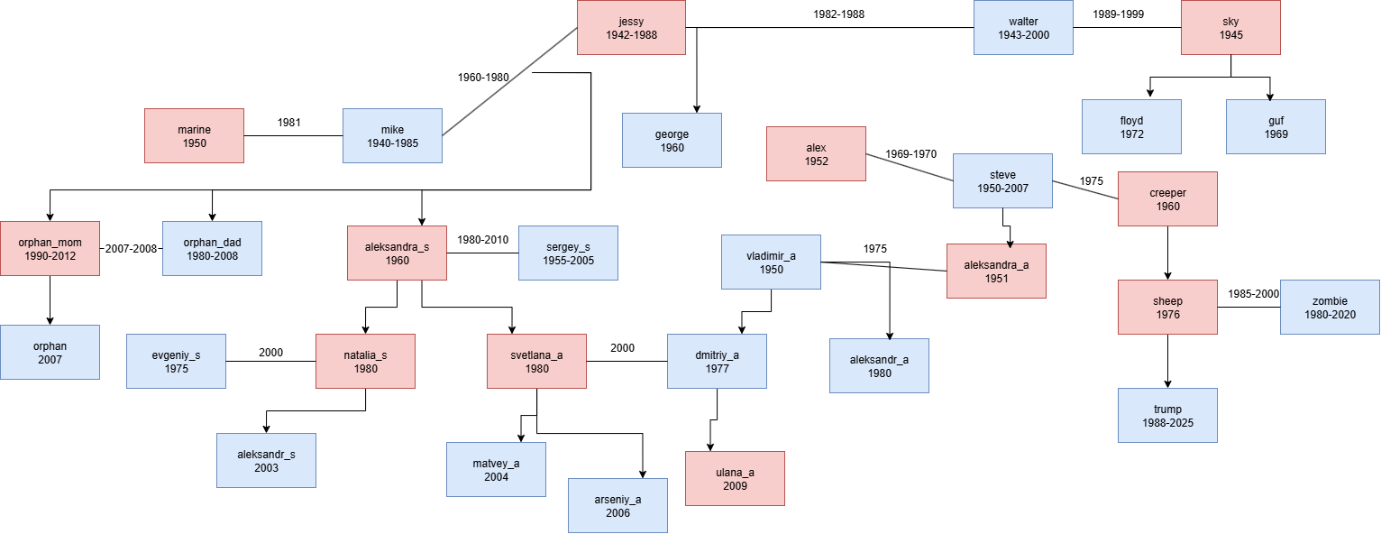 jessy
1942-1988
1982-1988
walter
1943-2000
1989-1999
sky
1945
1960-1980
marine
1950
1981
mike
1940-1985
george
1960
floyd
1972
guf
1969
alex
1952
1969-1970
steve
1950-2007
1975
creeper
1960
orphan_mom
1990-2012
2007-2008
orphan_dad
1980-2008
aleksandra_s
1960
1980-2010
sergey_s
1955-2005
vladimir_a
1950
1975
aleksandra_a
1951
sheep
1976
1985-2000
zombie
1980-2020
orphan
2007
evgeniy_s
1975
2000
natalia_s
1980
svetlana_a
1980
2000
dmitriy_a
1977
aleksandr_a
1980
trump
1988-2025
aleksandr_s
2003
matvey_a
2004
ulana_a
2009
arseniy_a
2006